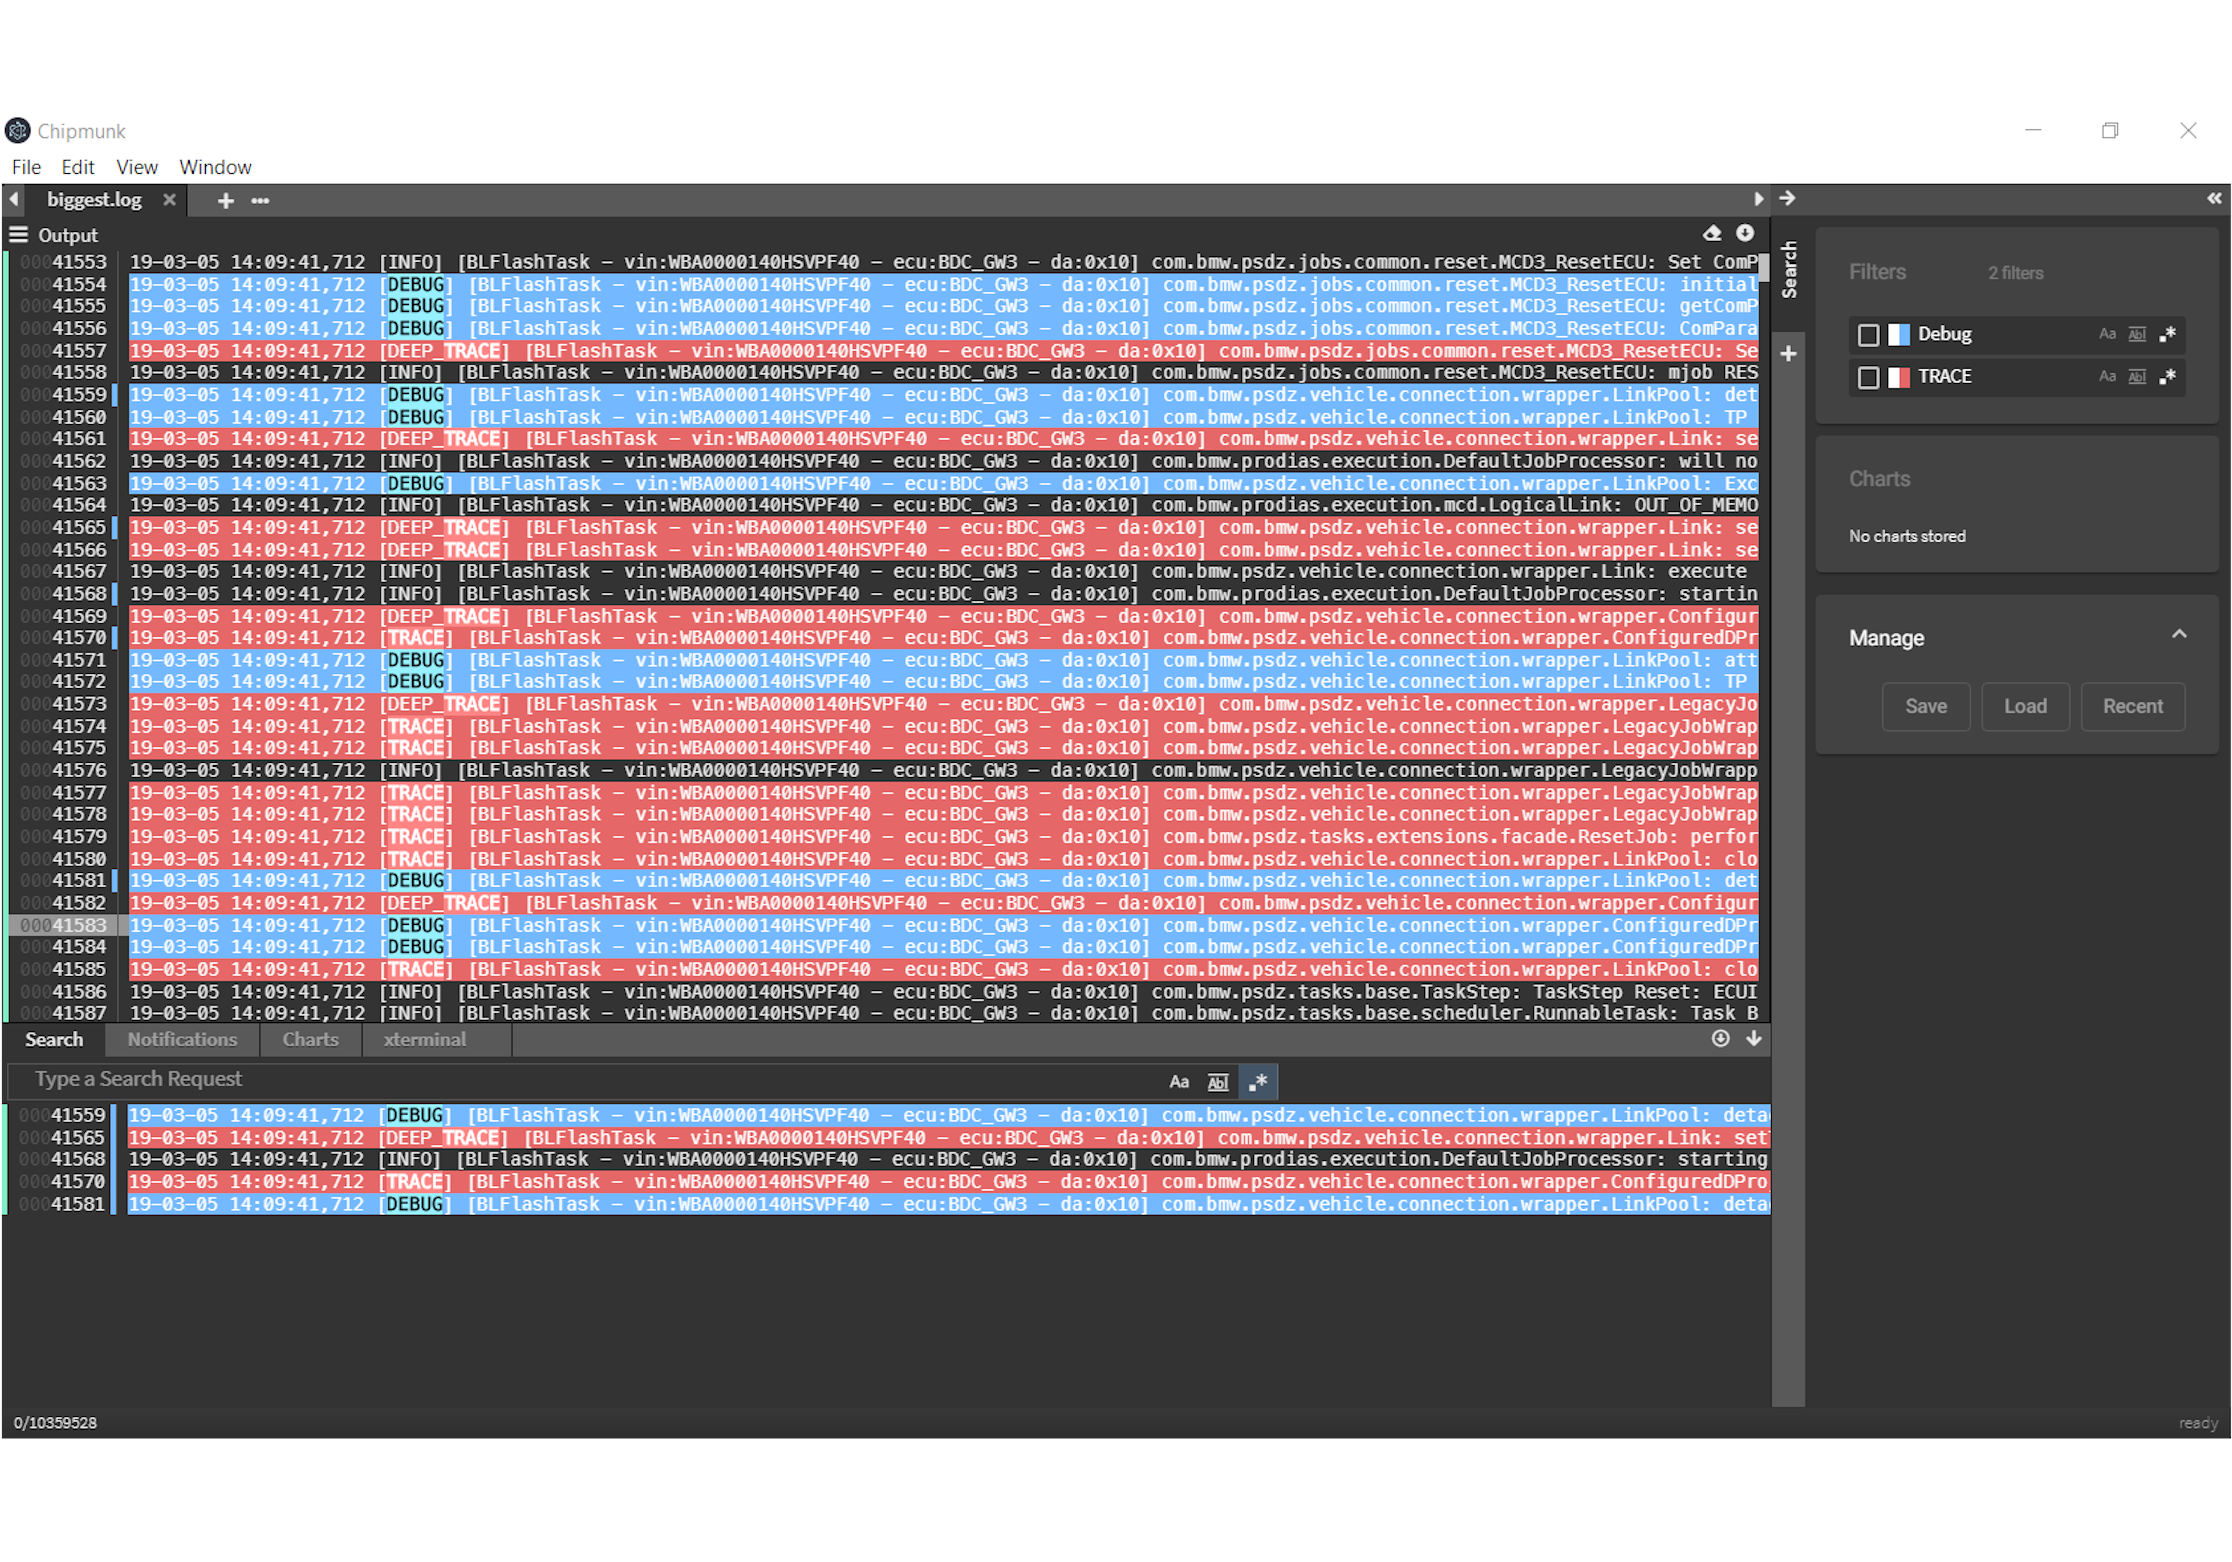 Chipmunk
File Edit View Window
biggest.log
Output
0000041553 19-03-05 14:09:41,712 [INFO] [BLFlashTask - vin:WBA0000140HSVPF40 - ecu:BDC_GW3 - da:0x10] com.bmw.psdz.jobs.common.reset.MCD3_ResetECU: Set ComP
00041554 19-03-05 14:09:41,712 [DEBUG] [BLFlashTask - vin:WBA0000140HSVPF40 - ecu:BDC_GW3 - da:0x10] com.bmw.psdz.jobs.common.reset.MCD3_ResetECU: initial
00041555 19-03-05 14:09:41,712 [DEBUG] [BLFlashTask - vin:WBA0000140HSVPF40 - ecu:BDC_GW3 - da:0x10] com.bmw.psdz.jobs.common.reset.MCD3_ResetECU: getComP
00041556 19-03-05 14:09:41,712 [DEBUG] [BLFlashTask - vin:WBA0000140HSVPF40 - ecu:BDC_GW3 - da:0x10] com.bmw.psdz.jobs.common.reset.MCD3_ResetECU: ComPara
00041557 19-03-05 14:09:41,712 [DEEP_TRACE] [BLFlashTask - vin:WBA0000140HSVPF40 - ecu:BDC_GW3 - da:0x10] com.bmw.psdz.jobs.common.reset.MCD3_ResetECU: Se
00041558 19-03-05 14:09:41,712 [INFO] [BLFlashTask - vin:WBA0000140HSVPF40 - ecu:BDC_GW3 - da:0x10] com.bmw.psdz.jobs.common.reset.MCD3_ResetECU: mjob RES
00041559 19-03-05 14:09:41,712 [DEBUG] [BLFlashTask - vin:WBA0000140HSVPF40 - ecu:BDC_GW3 - da:0x10] com.bmw.psdz.vehicle.connection.wrapper.LinkPool: det
00041560 19-03-05 14:09:41,712 [DEBUG] [BLFlashTask - vin:WBA0000140HSVPF40 - ecu:BDC_GW3 - da:0x10] com.bmw.psdz.vehicle.connection.wrapper.LinkPool: TP
00041561 19-03-05 14:09:41,712 [DEEP_TRACE] [BLFlashTask - vin:WBA0000140HSVPF40 - ecu:BDC_GW3 - da:0x10] com.bmw.psdz.vehicle.connection.wrapper.Link: se
00041562 19-03-05 14:09:41,712 [INFO] [BLFlashTask - vin:WBA0000140HSVPF40 - ecu:BDC_GW3 - da:0x10] com.bmw.prodias.execution.DefaultJobProcessor: will no
00041563 19-03-05 14:09:41,712 [DEBUG] [BLFlashTask - vin:WBA0000140HSVPF40 - ecu:BDC_GW3 - da:0x10] com.bmw.psdz.vehicle.connection.wrapper.LinkPool: Exc
00041564 19-03-05 14:09:41,712 [INFO] [BLFlashTask - vin:WBA0000140HSVPF40 - ecu:BDC_GW3 - da:0x10] com.bmw.prodias.execution.mcd.LogicalLink: OUT_OF_MEMO
00041565 19-03-05 14:09:41,712 [DEEP_TRACE] [BLFlashTask - vin:WBA0000140HSVPF40 - ecu:BDC_GW3 - da:0x10] com.bmw.psdz.vehicle.connection.wrapper.Link: se
00041566 19-03-05 14:09:41,712 [DEEP_TRACE] [BLFlashTask - vin:WBA0000140HSVPF40 - ecu:BDC_GW3 - da:0x10] com.bmw.psdz.vehicle.connection.wrapper.Link: se
00041567 19-03-05 14:09:41,712 [INFO] [BLFlashTask - vin:WBA0000140HSVPF40 - ecu:BDC_GW3 - da:0x10] com.bmw.psdz.vehicle.connection.wrapper.Link: execute
00041568 19-03-05 14:09:41,712 [INFO] [BLFlashTask - vin:WBA0000140HSVPF40 - ecu:BDC_GW3 - da:0x10] com.bmw.prodias.execution.DefaultJobProcessor: startin
00041569 19-03-05 14:09:41,712 [DEEP_TRACE] [BLFlashTask - vin:WBA0000140HSVPF40 - ecu:BDC_GW3 - da:0x10] com.bmw.psdz.vehicle.connection.wrapper.Configur
00041570 19-03-05 14:09:41,712 [TRACE] [BLFlashTask - vin:WBA0000140HSVPF40 - ecu:BDC_GW3 - da:0x10] com.bmw.psdz.vehicle.connection.wrapper.ConfiguredDPr
00041571 19-03-05 14:09:41,712 [DEBUG] [BLFlashTask - vin:WBA0000140HSVPF40 - ecu:BDC_GW3 - da:0x10] com.bmw.psdz.vehicle.connection.wrapper.LinkPool: att
00041572 19-03-05 14:09:41,712 [DEBUG] [BLFlashTask - vin:WBA0000140HSVPF40 - ecu:BDC_GW3 - da:0x10] com.bmw.psdz.vehicle.connection.wrapper.LinkPool: TP
00041573 19-03-05 14:09:41,712 [DEEP_TRACE] [BLFlashTask - vin:WBA0000140HSVPF40 - ecu:BDC_GW3 - da:0x10] com.bmw.psdz.vehicle.connection.wrapper.LegacyJo
00041574 19-03-05 14:09:41,712 [TRACE] [BLFlashTask - vin:WBA0000140HSVPF40 - ecu:BDC_GW3 - da:0x10] com.bmw.psdz.vehicle.connection.wrapper.LegacyJobWrap
00041575 19-03-05 14:09:41,712 [TRACE] [BLFlashTask - vin:WBA0000140HSVPF40 - ecu:BDC_GW3 - da:0x10] com.bmw.psdz.vehicle.connection.wrapper.LegacyJobWrap
00041576 19-03-05 14:09:41,712 [INFO] [BLFlashTask - vin:WBA0000140HSVPF40 - ecu:BDC_GW3 - da:0x10] com.bmw.psdz.vehicle.connection.wrapper.LegacyJobWrapp
00041577 19-03-05 14:09:41,712 [TRACE] [BLFlashTask - vin:WBA0000140HSVPF40 - ecu:BDC_GW3 - da:0x10] com.bmw.psdz.vehicle.connection.wrapper.LegacyJobWrap
00041578 19-03-05 14:09:41,712 [TRACE] [BLFlashTask - vin:WBA0000140HSVPF40 - ecu:BDC_GW3 - da:0x10] com.bmw.psdz.vehicle.connection.wrapper.LegacyJobWrap
00041579 19-03-05 14:09:41,712 [TRACE] [BLFlashTask - vin:WBA0000140HSVPF40 - ecu:BDC_GW3 - da:0x10] com.bmw.psdz.tasks.extensions.facade.ResetJob: perfor
00041580 19-03-05 14:09:41,712 [TRACE] [BLFlashTask - vin:WBA0000140HSVPF40 - ecu:BDC_GW3 - da:0x10] com.bmw.psdz.vehicle.connection.wrapper.LinkPool: clo
00041581 19-03-05 14:09:41,712 [DEBUG] [BLFlashTask - vin:WBA0000140HSVPF40 - ecu:BDC_GW3 - da:0x10] com.bmw.psdz.vehicle.connection.wrapper.LinkPool: det
00041582 19-03-05 14:09:41,712 [DEEP_TRACE] [BLFlashTask - vin:WBA0000140HSVPF40 - ecu:BDC_GW3 - da:0x10] com.bmw.psdz.vehicle.connection.wrapper.Configur
00041583 19-03-05 14:09:41,712 [DEBUG] [BLFlashTask - vin:WBA0000140HSVPF40 - ecu:BDC_GW3 - da:0x10] com.bmw.psdz.vehicle.connection.wrapper.ConfiguredDPr
00041584 19-03-05 14:09:41,712 [DEBUG] [BLFlashTask - vin:WBA0000140HSVPF40 - ecu:BDC_GW3 - da:0x10] com.bmw.psdz.vehicle.connection.wrapper.ConfiguredDPr
00041585 19-03-05 14:09:41,712 [TRACE] [BLFlashTask - vin:WBA0000140HSVPF40 - ecu:BDC_GW3 - da:0x10] com.bmw.psdz.vehicle.connection.wrapper.LinkPool: clo
00041586 19-03-05 14:09:41,712 [INFO] [BLFlashTask - vin:WBA0000140HSVPF40 - ecu:BDC_GW3 - da:0x10] com.bmw.psdz.tasks.base.TaskStep: TaskStep Reset: ECUI
00041587 19-03-05 14:09:41,712 [INFO] [BLFlashTask - vin:WBA0000140HSVPF40 - ecu:BDC_GW3 - da:0x10] com.bmw.psdz.tasks.base.scheduler.RunnableTask: Task B
Search Notifications Charts xterminal
Type a Search Request Aa Ab| .*
00041559 19-03-05 14:09:41,712 [DEBUG] [BLFlashTask - vin:WBA0000140HSVPF40 - ecu:BDC_GW3 - da:0x10] com.bmw.psdz.vehicle.connection.wrapper.LinkPool: deta
00041565 19-03-05 14:09:41,712 [DEEP_TRACE] [BLFlashTask - vin:WBA0000140HSVPF40 - ecu:BDC_GW3 - da:0x10] com.bmw.psdz.vehicle.connection.wrapper.Link: set
00041568 19-03-05 14:09:41,712 [INFO] [BLFlashTask - vin:WBA0000140HSVPF40 - ecu:BDC_GW3 - da:0x10] com.bmw.prodias.execution.DefaultJobProcessor: starting
00041570 19-03-05 14:09:41,712 [TRACE] [BLFlashTask - vin:WBA0000140HSVPF40 - ecu:BDC_GW3 - da:0x10] com.bmw.psdz.vehicle.connection.wrapper.ConfiguredDPro
00041581 19-03-05 14:09:41,712 [DEBUG] [BLFlashTask - vin:WBA0000140HSVPF40 - ecu:BDC_GW3 - da:0x10] com.bmw.psdz.vehicle.connection.wrapper.LinkPool: deta
0/10359528
Search
Filters 2 filters
Debug Aa Ab| .*
TRACE Aa Ab| .*
Charts
No charts stored
Manage
Save Load Recent
ready